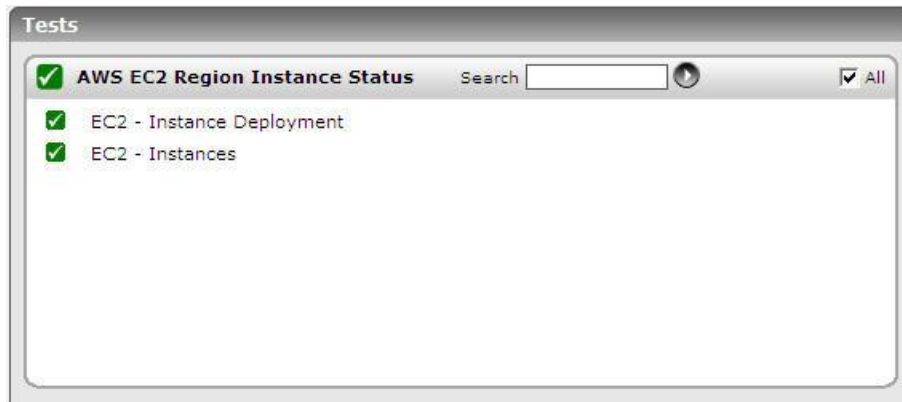 Tests
AWS EC2 Region Instance Status Search All
EC2 - Instance Deployment
EC2 - Instances